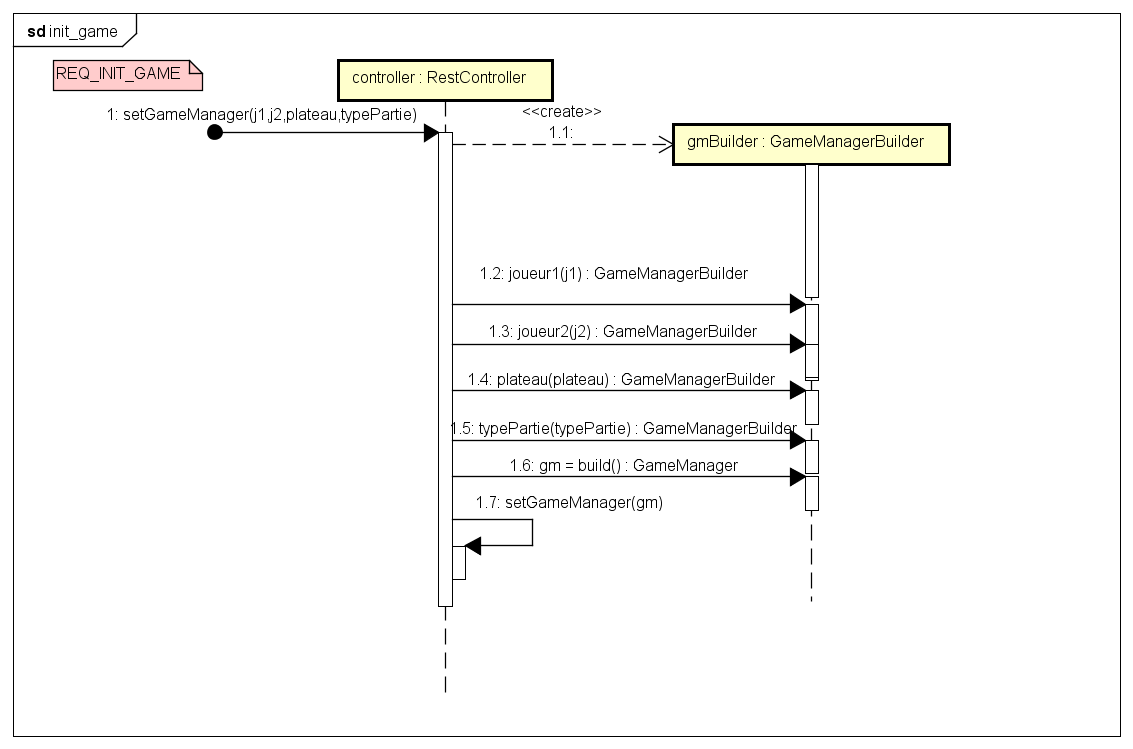 sd init_game
REQ_INIT_GAME
controller : RestController
1: setGameManager(j1,j2,plateau,typePartie)
<<create>>
1.1:
gmBuilder : GameManagerBuilder
1.2: joueur1(j1) : GameManagerBuilder
1.3: joueur2(j2) : GameManagerBuilder
1.4: plateau(plateau) : GameManagerBuilder
1.5: typePartie(typePartie) : GameManagerBuilder
1.6: gm = build() : GameManager
1.7: setGameManager(gm)